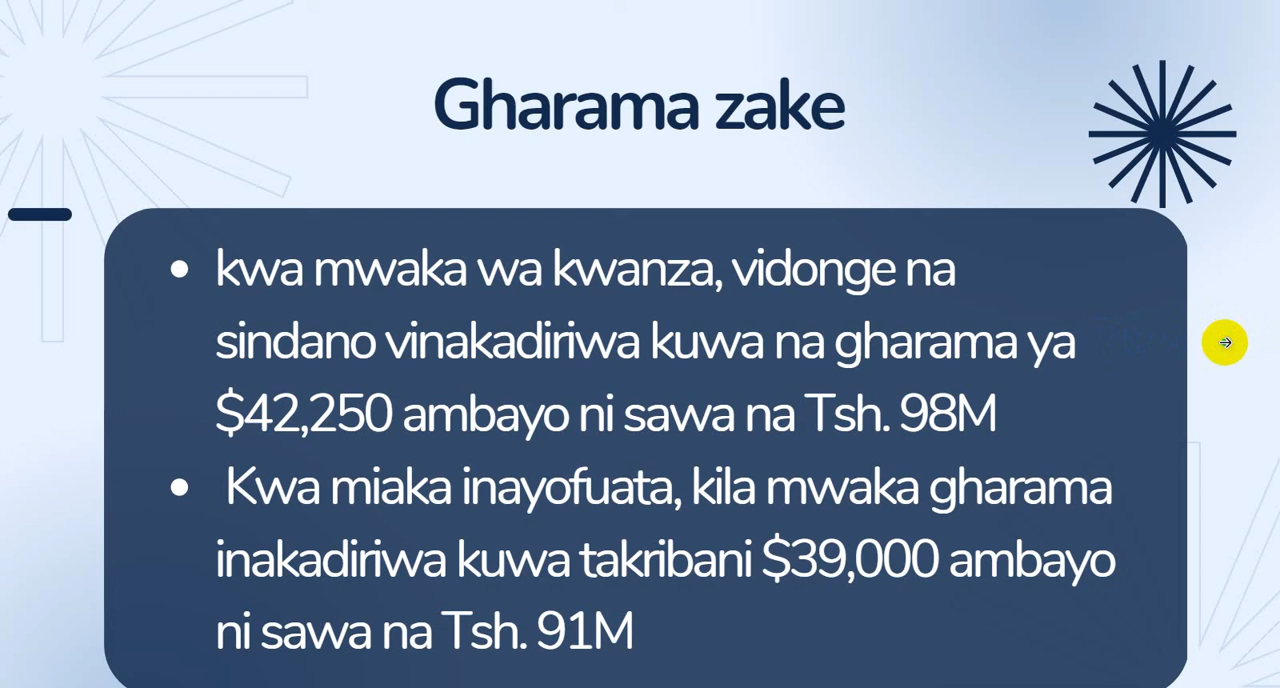 Gharama zake
• kwa mwaka wa kwanza, vidonge na
sindano vinakadiriwa kuwa na gharama ya
$42,250 ambayo ni sawa na Tsh. 98M
• Kwa miaka inayofuata, kila mwaka gharama
inakadiriwa kuwa takribani $39,000 ambayo
ni sawa na Tsh. 91M